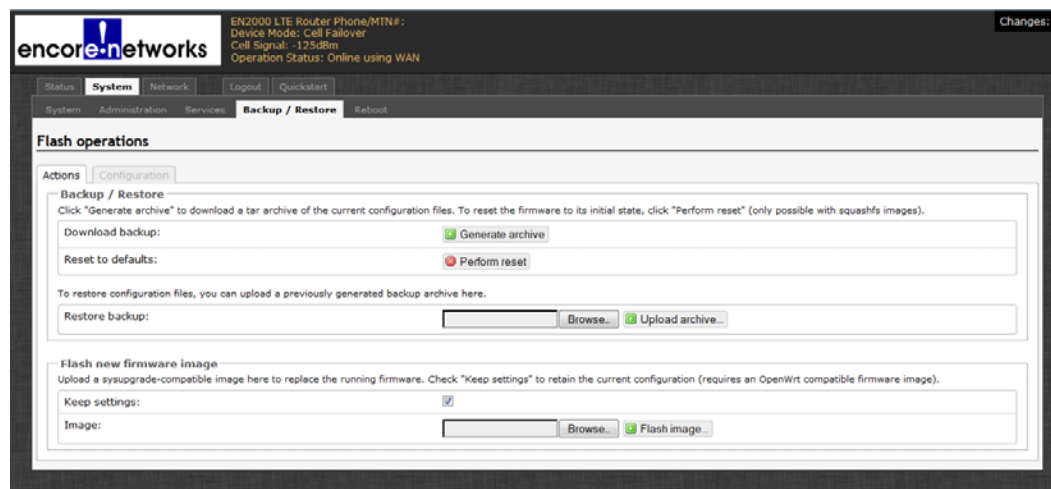 encore!networks
EN2000 LTE Router Phone/MTN#:
Device Mode: Cell Failover
Cell Signal: -125dBm
Operation Status: Online using WAN
Changes:
Status System Network Logout Quickstart
System Administration Services Backup / Restore Reboot
Flash operations
Actions Configuration
Backup / Restore
Click "Generate archive" to download a tar archive of the current configuration files. To reset the firmware to its initial state, click "Perform reset" (only possible with squashfs images).
Download backup: Generate archive
Reset to defaults: Perform reset
To restore configuration files, you can upload a previously generated backup archive here.
Restore backup: Browse.. Upload archive...
Flash new firmware image
Upload a sysupgrade-compatible image here to replace the running firmware. Check "Keep settings" to retain the current configuration (requires an OpenWrt compatible firmware image).
Keep settings:
Image: Browse.. Flash image...